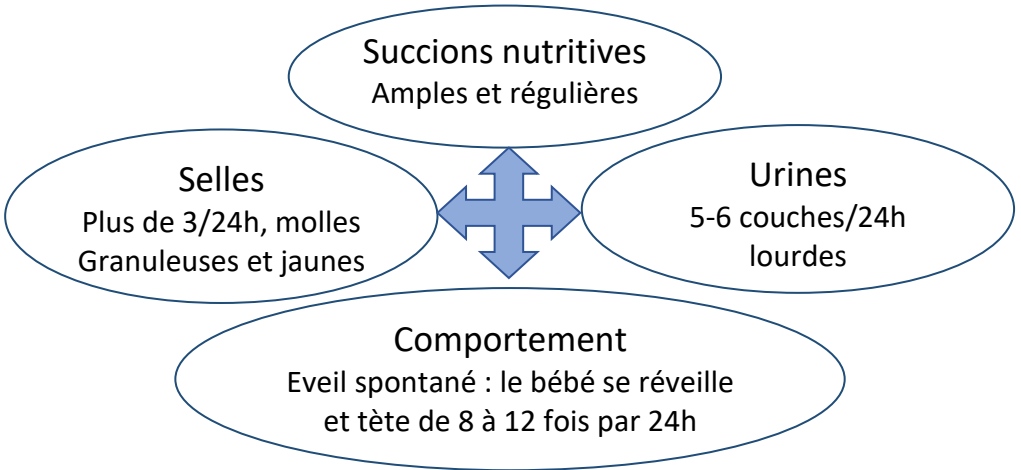 Succions nutritives
Amples et régulières
Selles
Plus de 3/24h, molles
Granuleuses et jaunes
Urines
5-6 couches/24h
lourdes
Comportement
Eveil spontané : le bébé se réveille
et tète de 8 à 12 fois par 24h